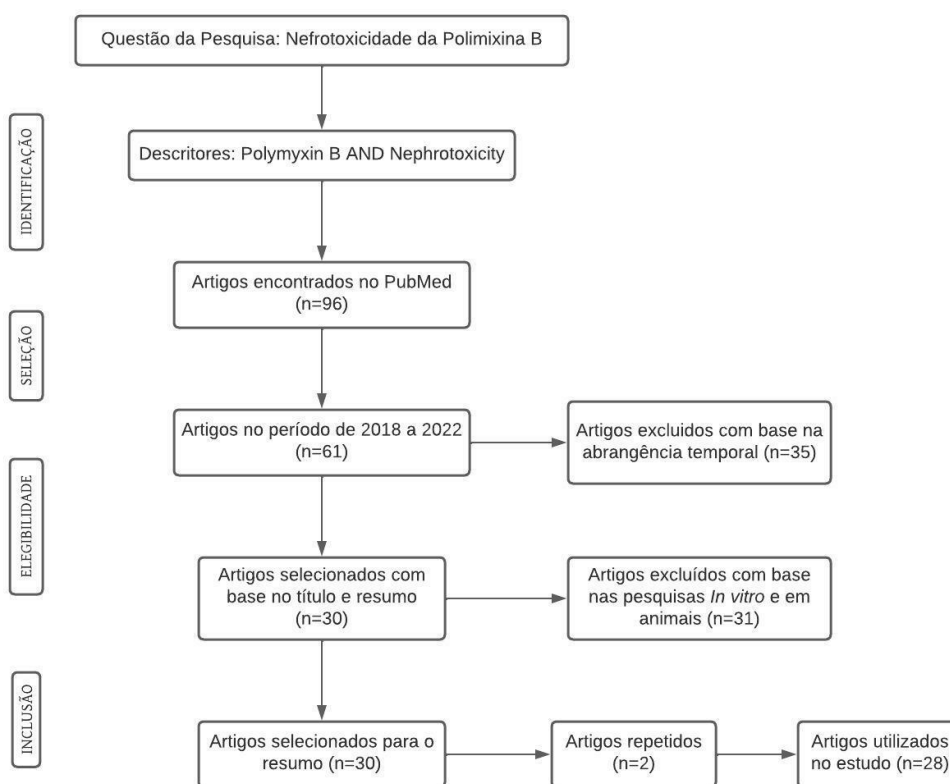 Questão da Pesquisa: Nefrotoxicidade da Polimixina B
IDENTIFICAÇÃO
Descritores: Polymyxin B AND Nephrotoxicity
Artigos encontrados no PubMed
(n=96)
SELEÇÃO
Artigos no período de 2018 a 2022
(n=61)
Artigos excluidos com base na
abrangência temporal (n=35)
ELEGIBILIDADE
Artigos selecionados com
base no título e resumo
(n=30)
Artigos excluídos com base
nas pesquisas In vitro e em
animais (n=31)
INCLUSÃO
Artigos selecionados para o
resumo (n=30)
Artigos repetidos
(n=2)
Artigos utilizados
no estudo (n=28)